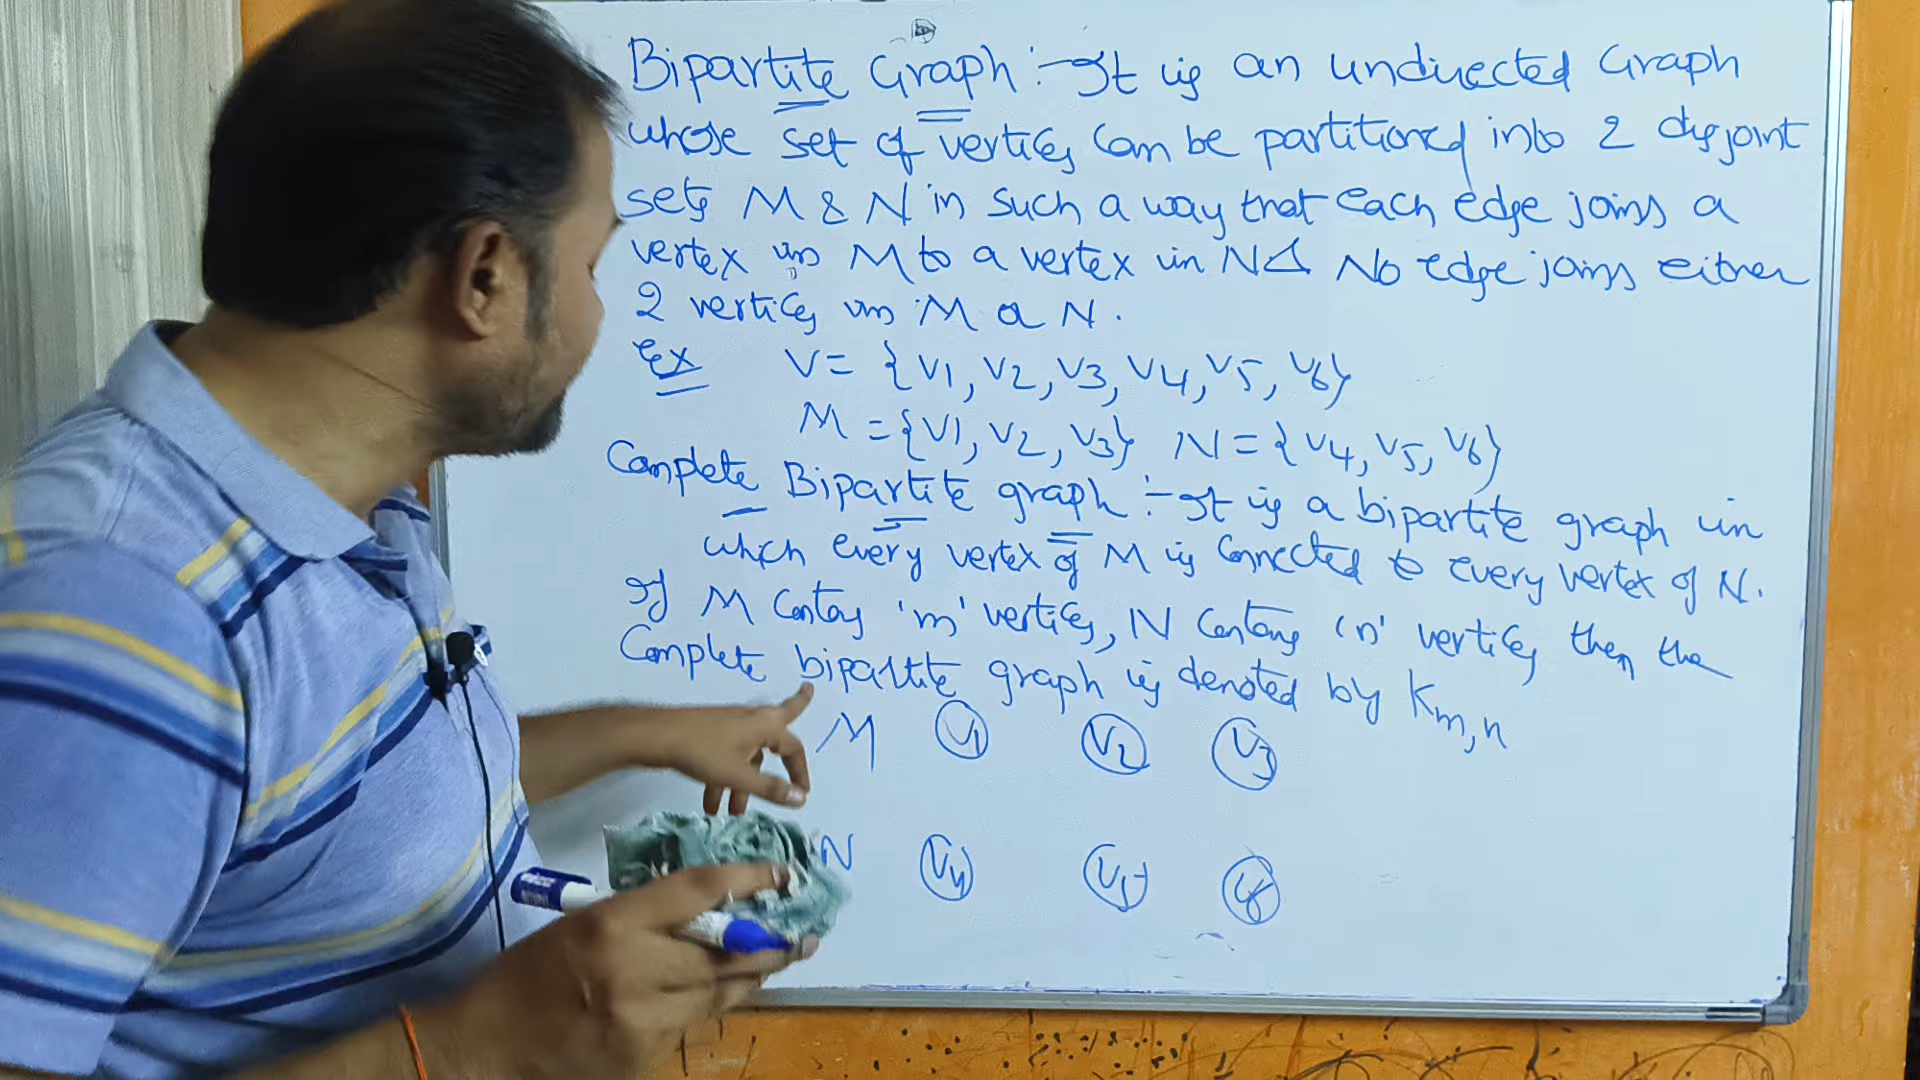 Bipartite Graph :- It is an undirected Graph
whose set of vertices can be partitioned into 2 disjoint
sets M & N in such a way that each edge joins a
vertex in M to a vertex in N & No edge joins either
2 vertices in M or N.
Ex V = {V1, V2, V3, V4, V5, V6}
M = {V1, V2, V3} N = {V4, V5, V6}
Complete Bipartite graph :- It is a bipartite graph in
which every vertex of M is connected to every vertex of N.
If M contains 'm' vertices, N contains 'n' vertices then the
Complete bipartite graph is denoted by Km,n
M V1 V2 V3
N V4 V5 V6